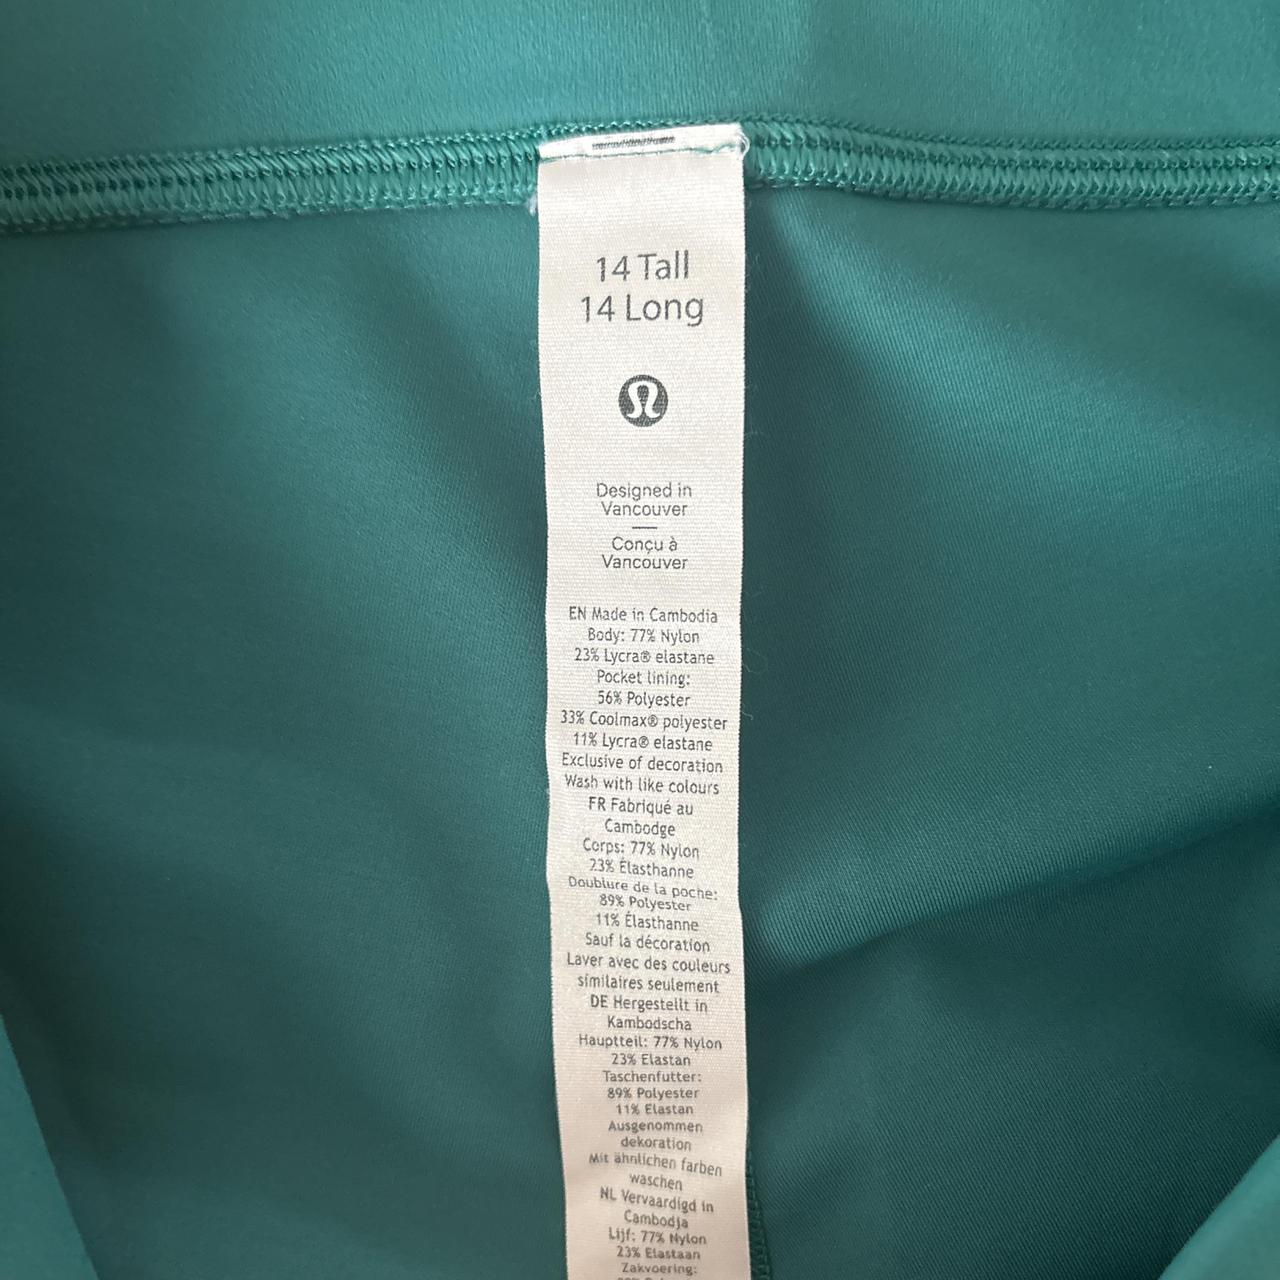 14 Tall
14 Long
Designed in
Vancouver
Conçu à
Vancouver
EN Made in Cambodia
Body: 77% Nylon
23% Lycra® elastane
Pocket lining:
56% Polyester
33% Coolmax® polyester
11% Lycra® elastane
Exclusive of decoration
Wash with like colours
FR Fabriqué au
Cambodge
Corps: 77% Nylon
23% Élasthanne
Doublure de la poche:
89% Polyester
11% Élasthanne
Sauf la décoration
Laver avec des couleurs
similaires seulement
DE Hergestellt in
Kambodscha
Hauptteil: 77% Nylon
23% Elastan
Taschenfutter:
89% Polyester
11% Elastan
Ausgenommen
dekoration
Mit ähnlichen farben
waschen
NL Vervaardigd in
Cambodja
Lijf: 77% Nylon
23% Elastaan
Zakvoering: